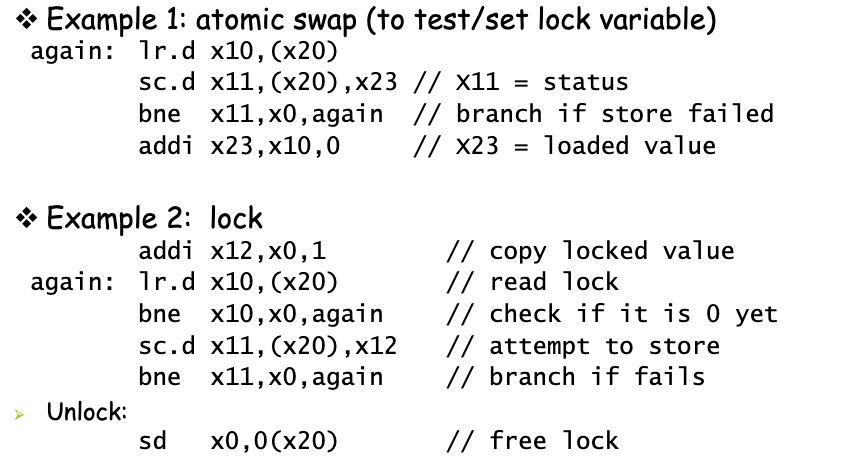 ❖ Example 1: atomic swap (to test/set lock variable)
again: lr.d x10,(x20)
sc.d x11,(x20),x23 // X11 = status
bne x11,x0,again // branch if store failed
addi x23,x10,0 // X23 = loaded value
❖ Example 2: lock
addi x12,x0,1 // copy locked value
again: lr.d x10,(x20) // read lock
bne x10,x0,again // check if it is 0 yet
sc.d x11,(x20),x12 // attempt to store
bne x11,x0,again // branch if fails
➢ Unlock:
sd x0,0(x20) // free lock